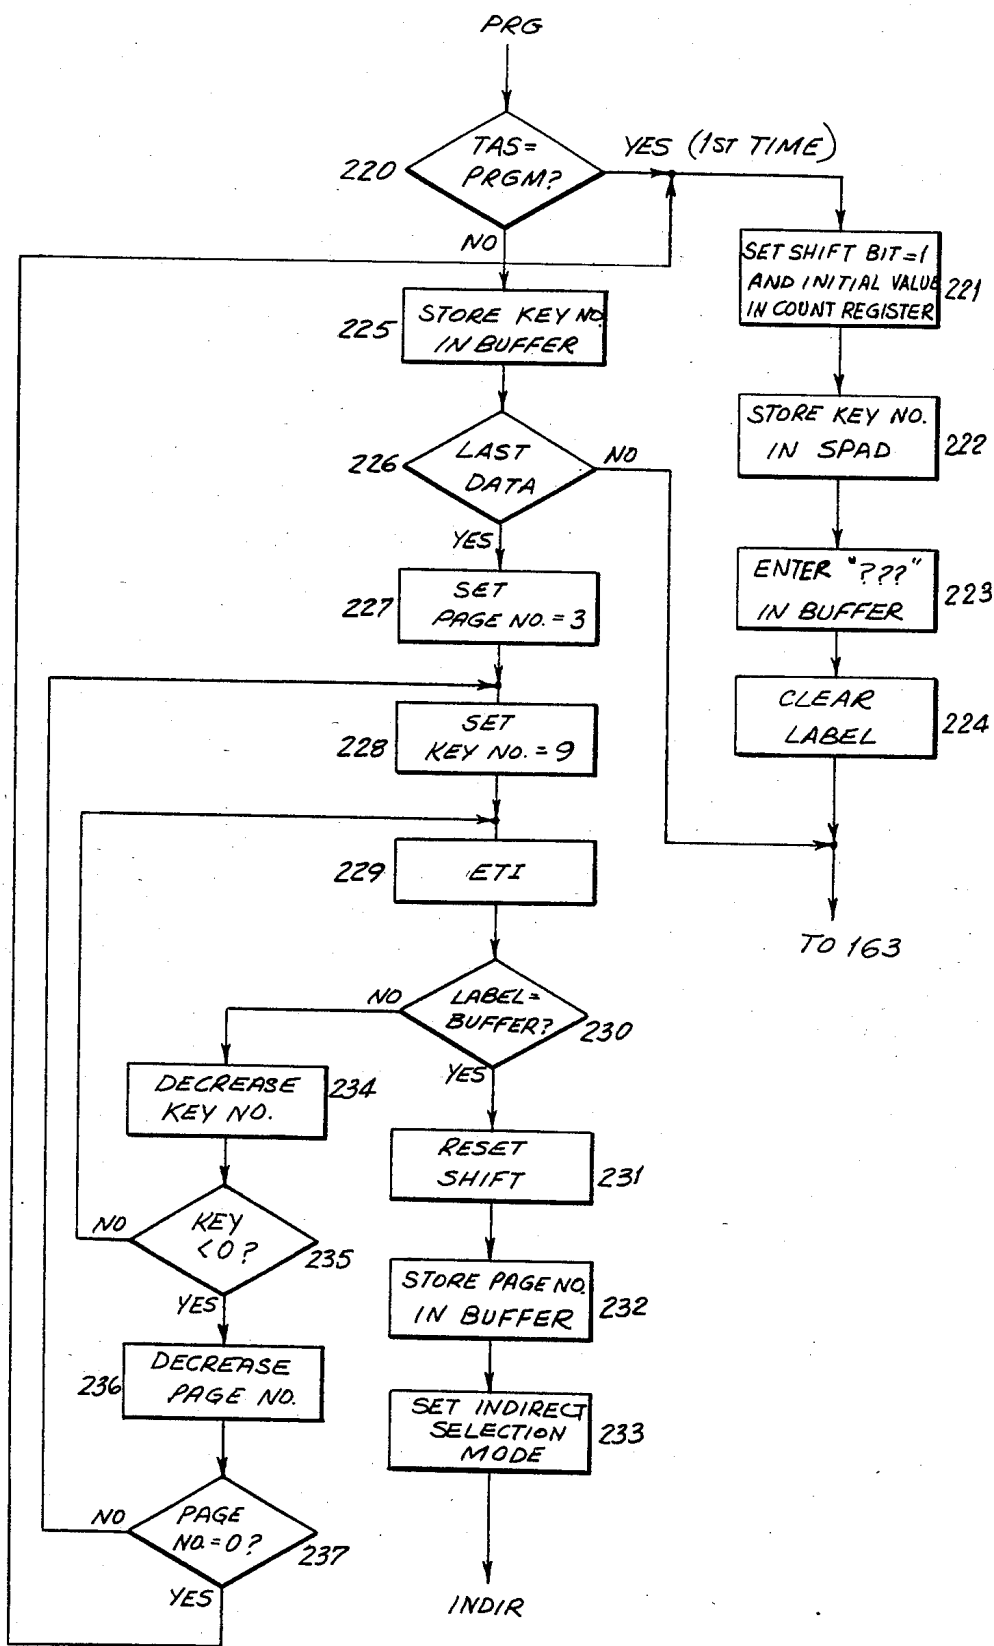 PRG
TAS=
PRGM?
220
YES (1ST TIME)
NO
SET SHIFT BIT=1
AND INITIAL VALUE
IN COUNT REGISTER
221
STORE KEY NO.
IN BUFFER
225
STORE KEY NO.
IN SPAD
222
LAST
DATA
226
NO
YES
ENTER "???"
IN BUFFER
223
SET
PAGE NO. = 3
227
CLEAR
LABEL
224
SET
KEY NO. = 9
228
ETI
229
TO 163
LABEL=
BUFFER?
230
NO
YES
DECREASE
KEY NO.
234
RESET
SHIFT
231
KEY
<0?
235
NO
YES
STORE PAGE NO.
IN BUFFER
232
DECREASE
PAGE NO.
236
SET INDIRECT
SELECTION
MODE
233
PAGE
NO.=0?
237
NO
YES
INDIR